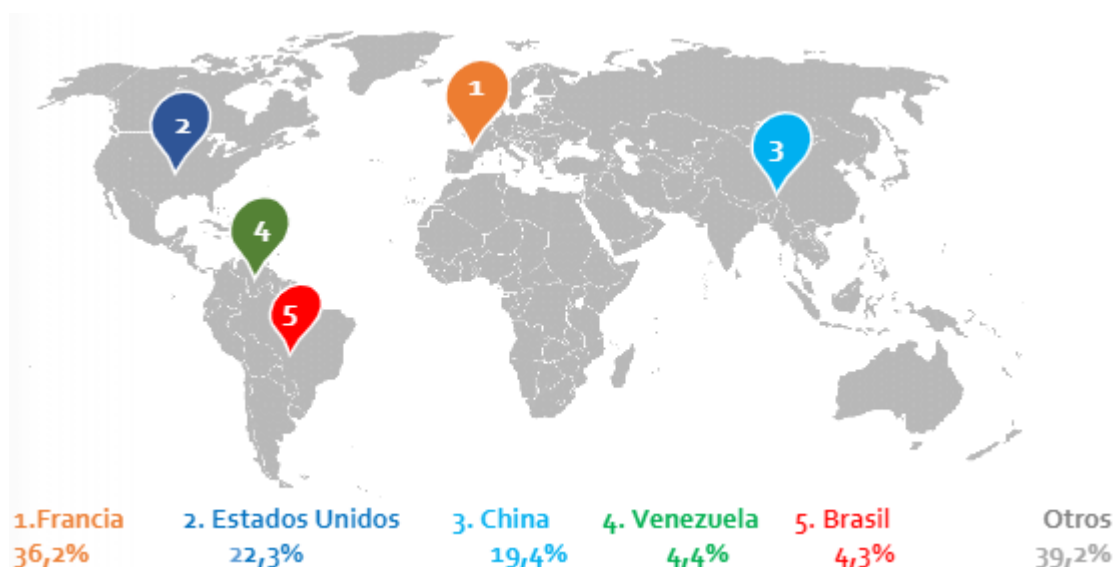 1
2
3
4
5
1.Francia 2. Estados Unidos 3. China 4. Venezuela 5. Brasil Otros
36,2% 22,3% 19,4% 4,4% 4,3% 39,2%